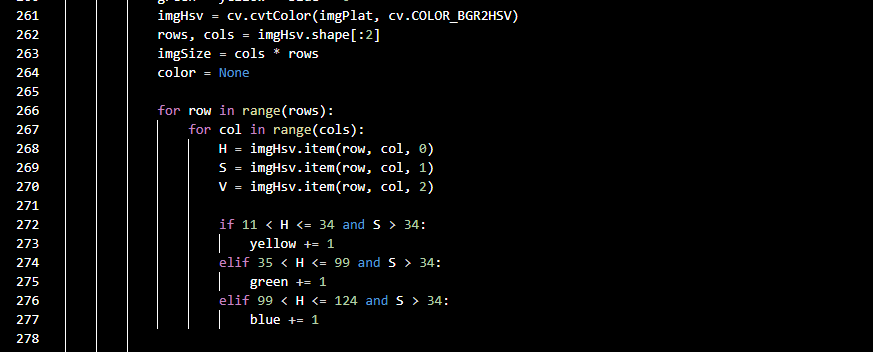 261 imgHsv = cv.cvtColor(imgPlat, cv.COLOR_BGR2HSV)
262 rows, cols = imgHsv.shape[:2]
263 imgSize = cols * rows
264 color = None
265
266 for row in range(rows):
267 for col in range(cols):
268 H = imgHsv.item(row, col, 0)
269 S = imgHsv.item(row, col, 1)
270 V = imgHsv.item(row, col, 2)
271
272 if 11 < H <= 34 and S > 34:
273 yellow += 1
274 elif 35 < H <= 99 and S > 34:
275 green += 1
276 elif 99 < H <= 124 and S > 34:
277 blue += 1
278